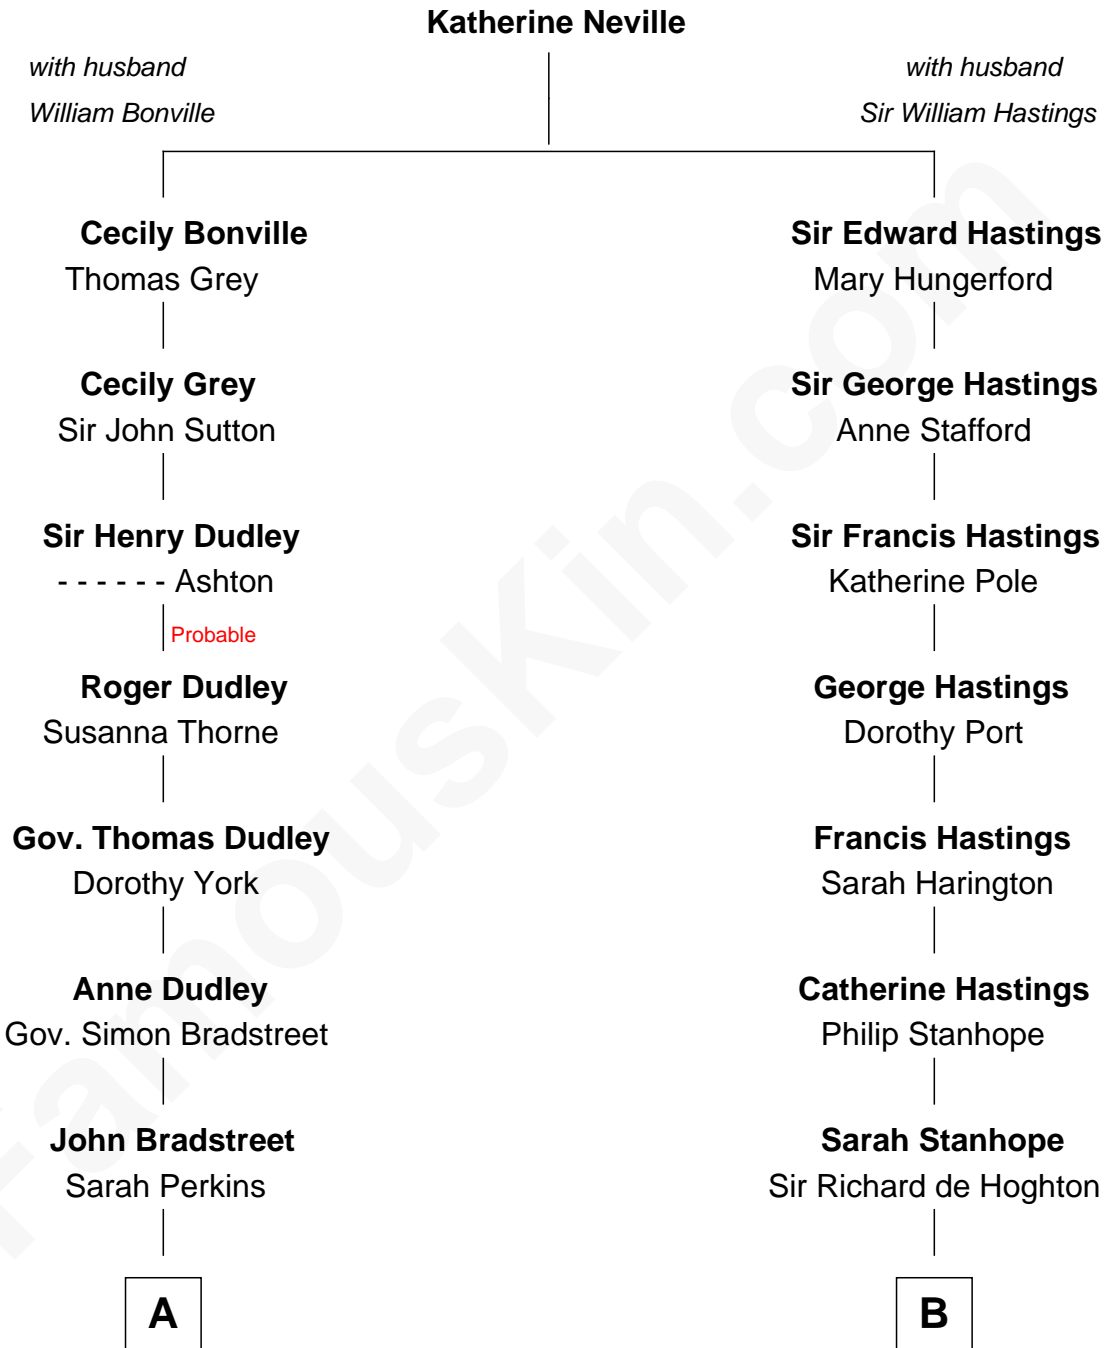 Katherine Neville
with husband
William Bonville
with husband
Sir William Hastings
Cecily Bonville
Thomas Grey
Sir Edward Hastings
Mary Hungerford
Cecily Grey
Sir John Sutton
Sir George Hastings
Anne Stafford
Sir Henry Dudley
- - - - - - Ashton
Sir Francis Hastings
Katherine Pole
Probable
Roger Dudley
Susanna Thorne
George Hastings
Dorothy Port
Gov. Thomas Dudley
Dorothy York
Francis Hastings
Sarah Harington
Anne Dudley
Gov. Simon Bradstreet
Catherine Hastings
Philip Stanhope
John Bradstreet
Sarah Perkins
Sarah Stanhope
Sir Richard de Hoghton
A
B
FamousKin.com